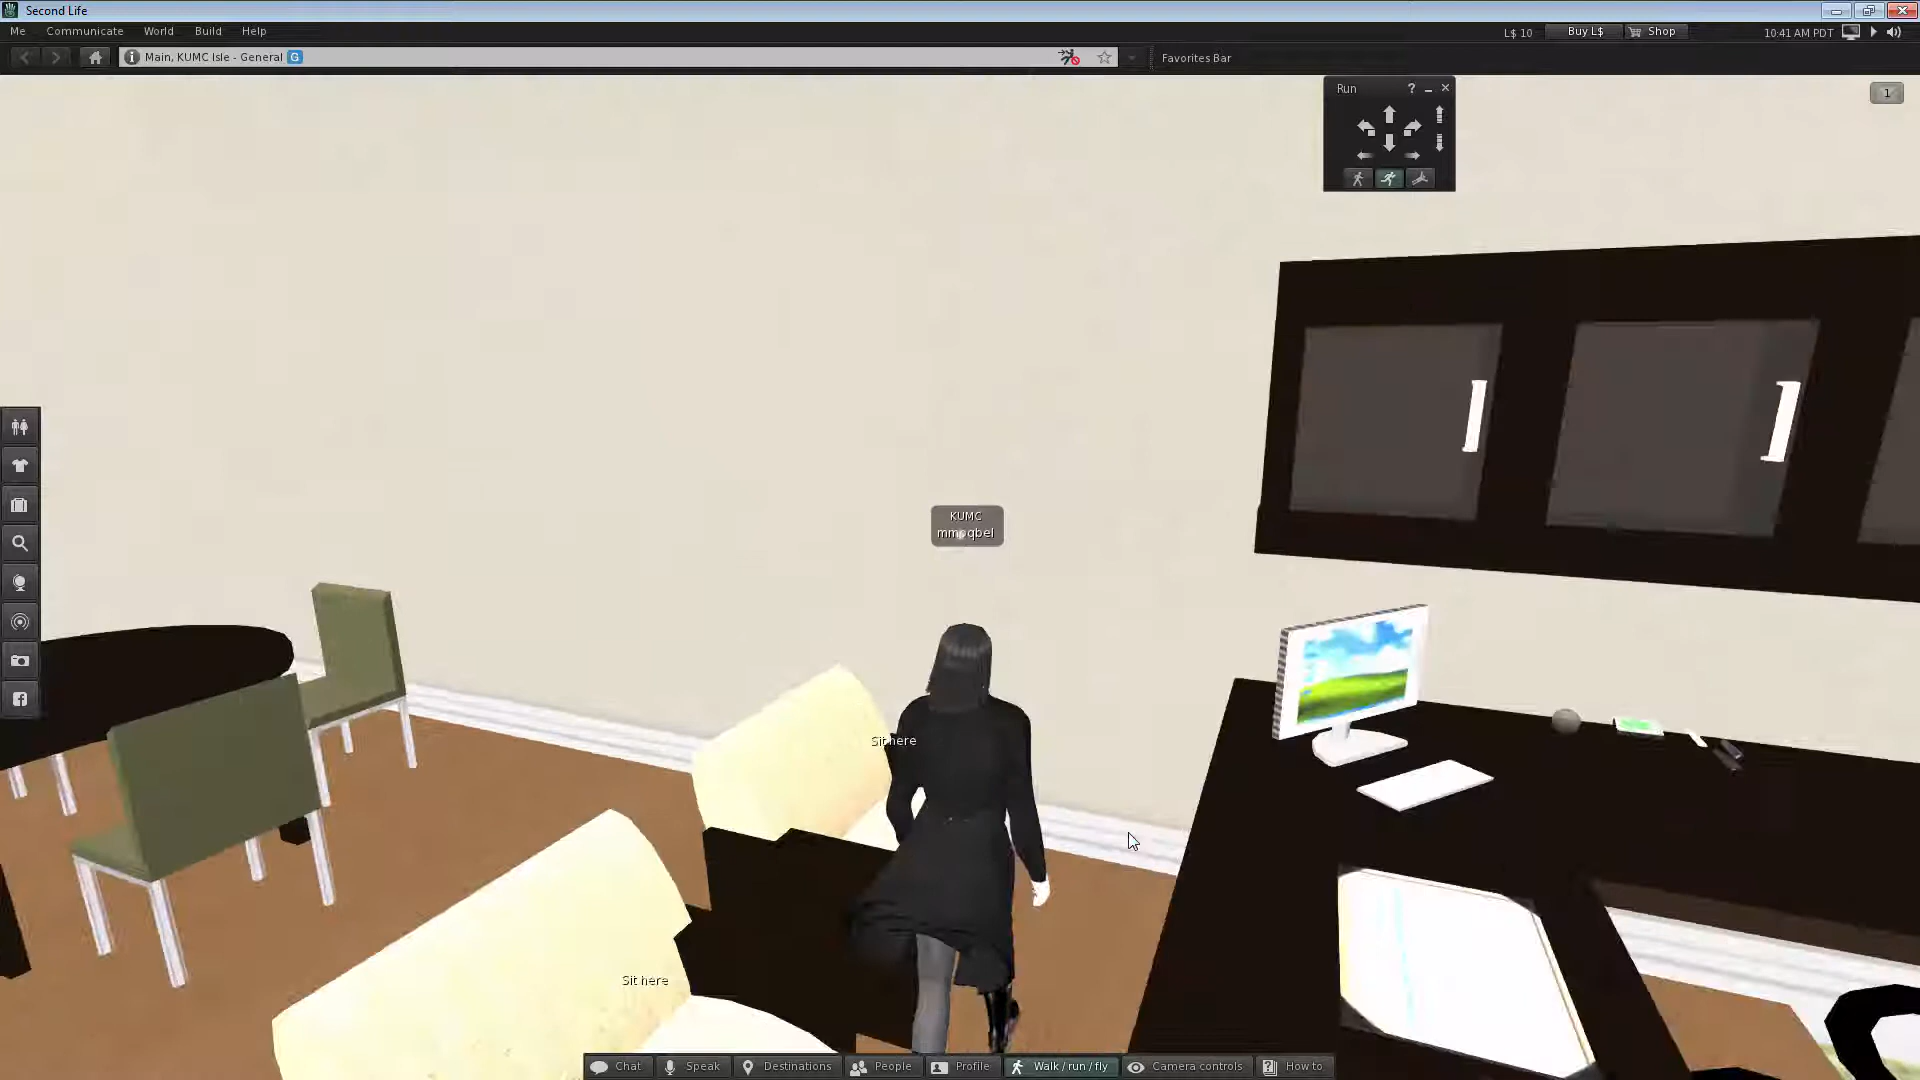 Second Life
Me Communicate World Build Help
L$ 10 Buy L$ Shop 10:41 AM PDT
Main, KUMC Isle - General G
Favorites Bar
Run ?
1
KUMC
Sit here
Sit here
Chat Speak Destinations People Profile Walk / run / fly Camera controls How to